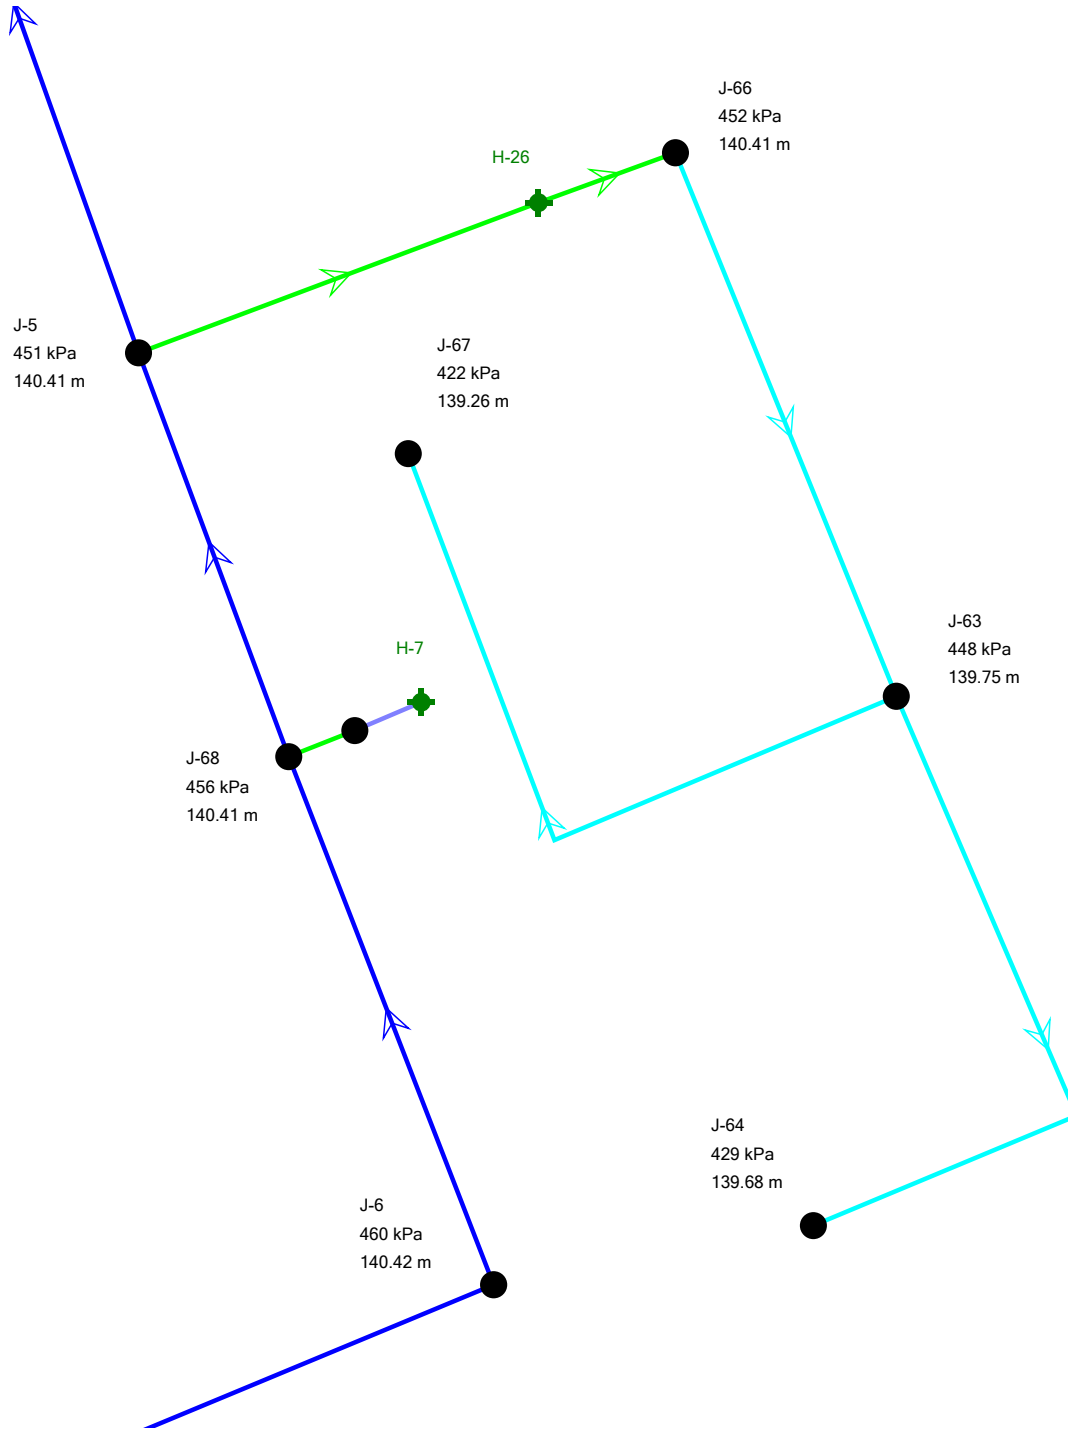 J-66
452 kPa
140.41 m
H-26
J-5
451 kPa
140.41 m
J-67
422 kPa
139.26 m
J-63
448 kPa
139.75 m
H-7
J-68
456 kPa
140.41 m
J-64
429 kPa
139.68 m
J-6
460 kPa
140.42 m